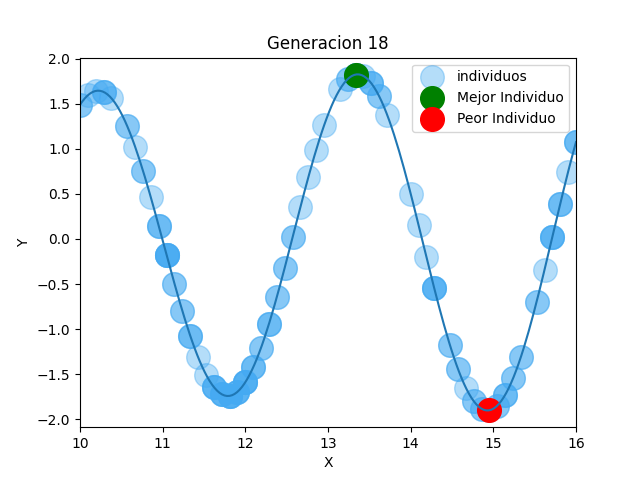 Generacion 18
individuos
Mejor Individuo
Peor Individuo
2.0
1.5
1.0
0.5
0.0
−0.5
−1.0
−1.5
−2.0
Y
10 11 12 13 14 15 16
X